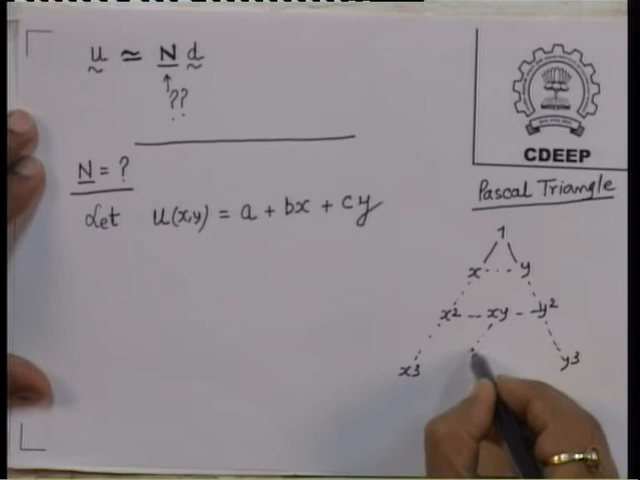 u ≃ N d
↑
??
N = ?
Let u(x,y) = a + bx + cy
CDEEP
Pascal Triangle
1
x y
x2 xy y2
x3 y3